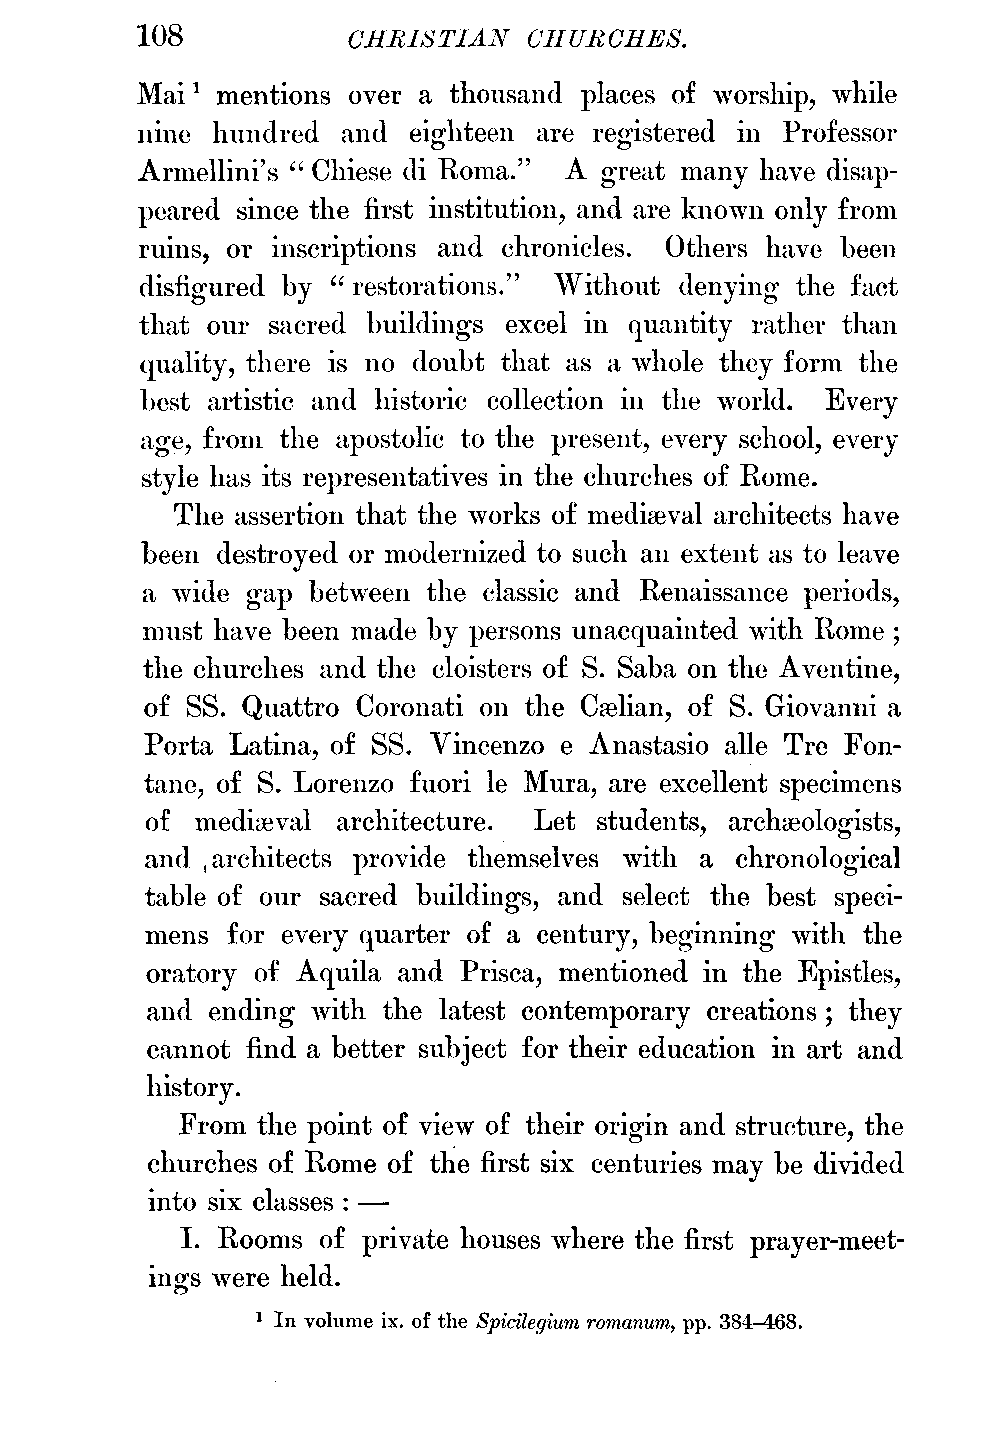 108 CHRISTIAN CHURCHES.
Mai ¹ mentions over a thousand places of worship, while
nine hundred and eighteen are registered in Professor
Armellini's “Chiese di Roma.” A great many have disap-
peared since the first institution, and are known only from
ruins, or inscriptions and chronicles. Others have been
disfigured by “restorations.” Without denying the fact
that our sacred buildings excel in quantity rather than
quality, there is no doubt that as a whole they form the
best artistic and historic collection in the world. Every
age, from the apostolic to the present, every school, every
style has its representatives in the churches of Rome.
The assertion that the works of mediæval architects have
been destroyed or modernized to such an extent as to leave
a wide gap between the classic and Renaissance periods,
must have been made by persons unacquainted with Rome ;
the churches and the cloisters of S. Saba on the Aventine,
of SS. Quattro Coronati on the Cælian, of S. Giovanni a
Porta Latina, of SS. Vincenzo e Anastasio alle Tre Fon-
tane, of S. Lorenzo fuori le Mura, are excellent specimens
of mediæval architecture. Let students, archæologists,
and architects provide themselves with a chronological
table of our sacred buildings, and select the best speci-
mens for every quarter of a century, beginning with the
oratory of Aquila and Prisca, mentioned in the Epistles,
and ending with the latest contemporary creations ; they
cannot find a better subject for their education in art and
history.
From the point of view of their origin and structure, the
churches of Rome of the first six centuries may be divided
into six classes : —
I. Rooms of private houses where the first prayer-meet-
ings were held.
¹ In volume ix. of the Spicilegium romanum, pp. 384–468.